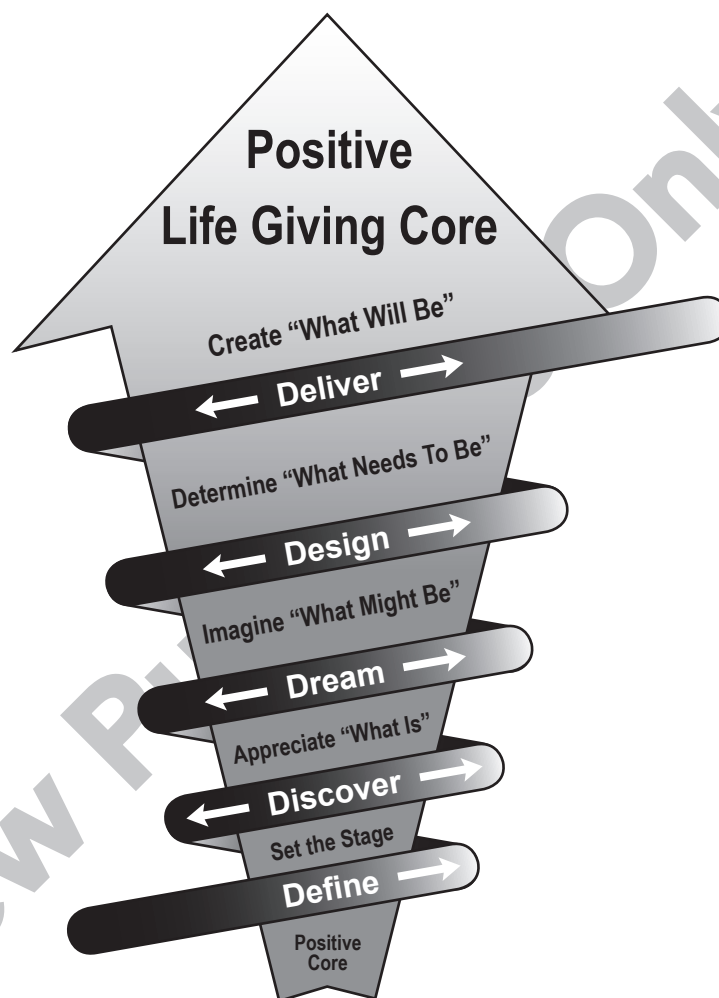 Positive
Life Giving Core
Create “What Will Be”
Deliver
Determine “What Needs To Be”
Design
Imagine “What Might Be”
Dream
Appreciate “What Is”
Discover
Set the Stage
Define
Positive
Core